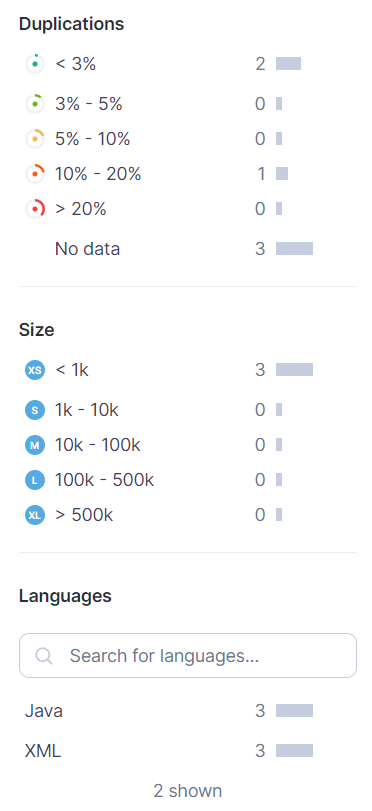 Duplications
< 3% 2
3% - 5% 0
5% - 10% 0
10% - 20% 1
> 20% 0
No data 3
Size
XS < 1k 3
S 1k - 10k 0
M 10k - 100k 0
L 100k - 500k 0
XL > 500k 0
Languages
Search for languages...
Java 3
XML 3
2 shown